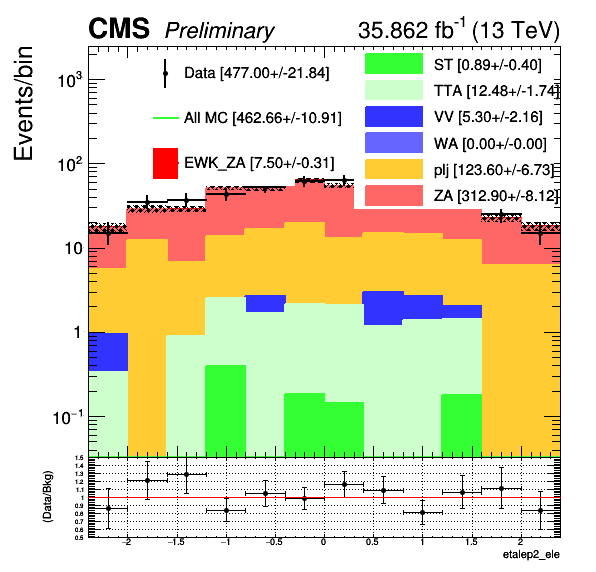 CMS Preliminary 35.862 fb-1 (13 TeV)
Events/bin
10^3
10^2
10
1
10^-1
Data [477.00+/-21.84]
All MC [462.66+/-10.91]
EWK_ZA [7.50+/-0.31]
ST [0.89+/-0.40]
TTA [12.48+/-1.74]
VV [5.30+/-2.16]
WA [0.00+/-0.00]
plj [123.60+/-6.73]
ZA [312.90+/-8.12]
(Data/Bkg)
1.5
1.4
1.3
1.2
1.1
1
0.9
0.8
0.7
0.6
0.5
−2 −1.5 −1 −0.5 0 0.5 1 1.5 2
etalep2_ele